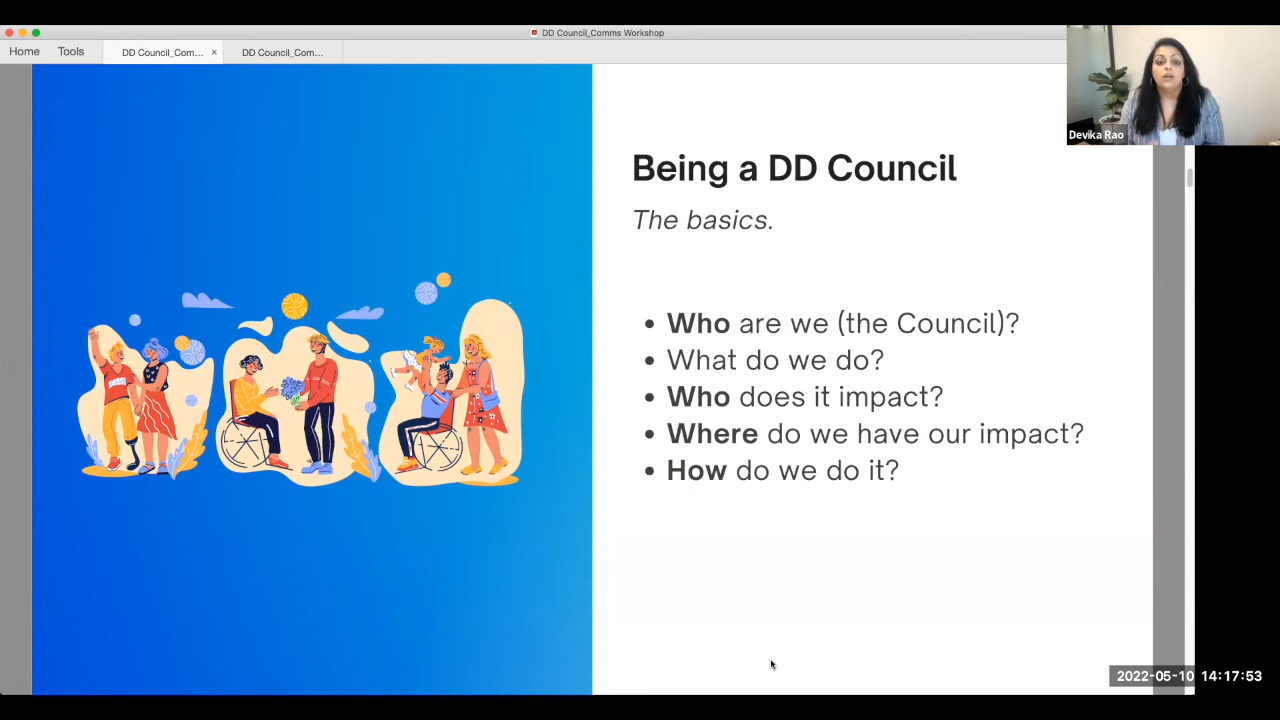 DD Council_Comms Workshop
Home Tools DD Council_Com... × DD Council_Com...
Devika Rao
Being a DD Council
The basics.
• Who are we (the Council)?
• What do we do?
• Who does it impact?
• Where do we have our impact?
• How do we do it?
2022-05-10 14:17:53